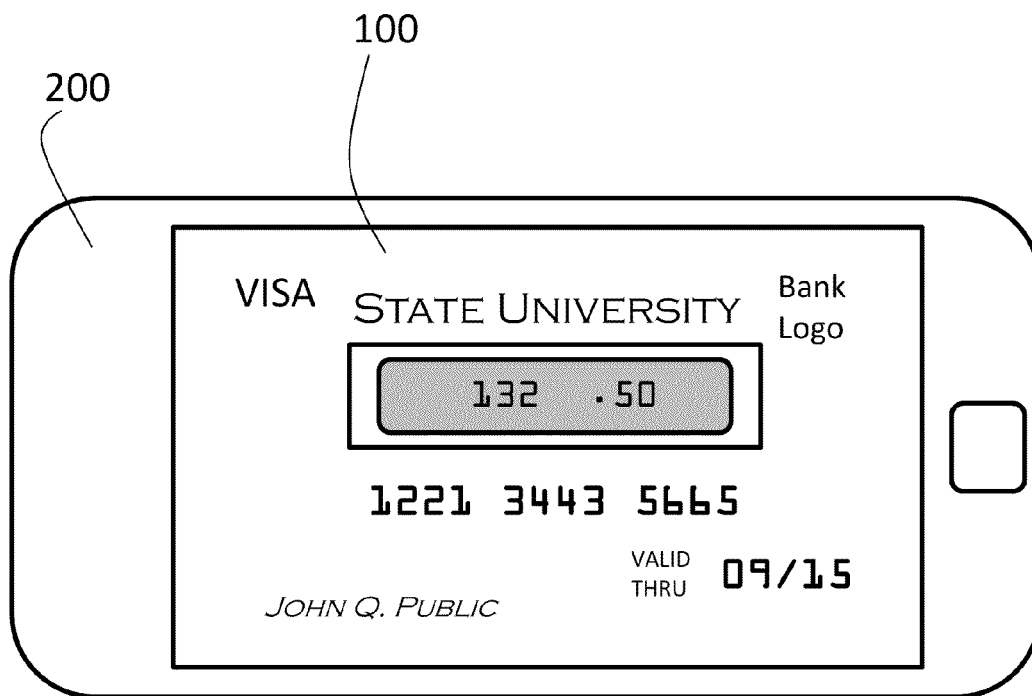 100
200
VISA
STATE UNIVERSITY
Bank
Logo
132 .50
1221 3443 5665
VALID
THRU
09/15
JOHN Q. PUBLIC